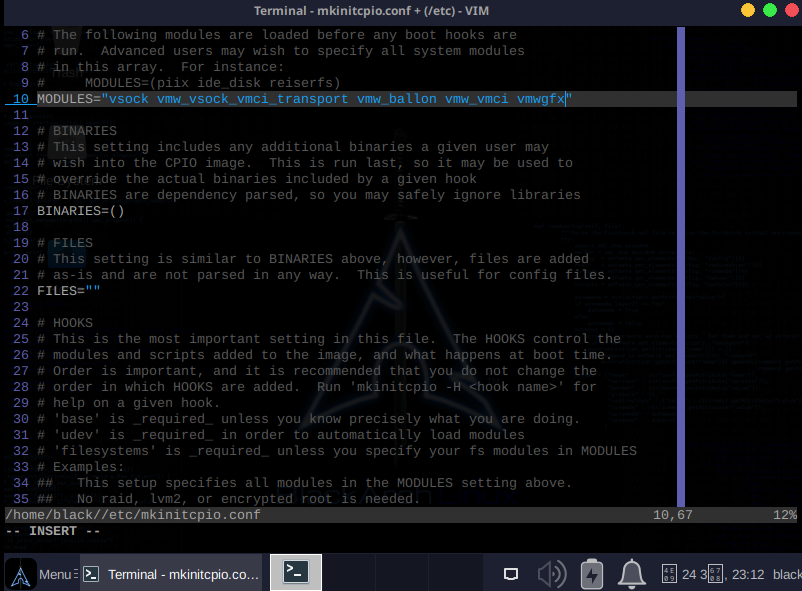 Terminal - mkinitcpio.conf + (/etc) - VIM
6 # The following modules are loaded before any boot hooks are
7 # run.  Advanced users may wish to specify all system modules
8 # in this array.  For instance:
9 #     MODULES=(piix ide_disk reiserfs)
10 MODULES="vsock vmw_vsock_vmci_transport vmw_ballon vmw_vmci vmwgfx"
11
12 # BINARIES
13 # This setting includes any additional binaries a given user may
14 # wish into the CPIO image.  This is run last, so it may be used to
15 # override the actual binaries included by a given hook
16 # BINARIES are dependency parsed, so you may safely ignore libraries
17 BINARIES=()
18
19 # FILES
20 # This setting is similar to BINARIES above, however, files are added
21 # as-is and are not parsed in any way.  This is useful for config files.
22 FILES=""
23
24 # HOOKS
25 # This is the most important setting in this file.  The HOOKS control the
26 # modules and scripts added to the image, and what happens at boot time.
27 # Order is important, and it is recommended that you do not change the
28 # order in which HOOKS are added.  Run 'mkinitcpio -H <hook name>' for
29 # help on a given hook.
30 # 'base' is _required_ unless you know precisely what you are doing.
31 # 'udev' is _required_ in order to automatically load modules
32 # 'filesystems' is _required_ unless you specify your fs modules in MODULES
33 # Examples:
34 ##   This setup specifies all modules in the MODULES setting above.
35 ##   No raid, lvm2, or encrypted root is needed.
/home/black//etc/mkinitcpio.conf 10,67 12%
-- INSERT --
Menu Terminal - mkinitcpio.co... 24 3, 23:12 black